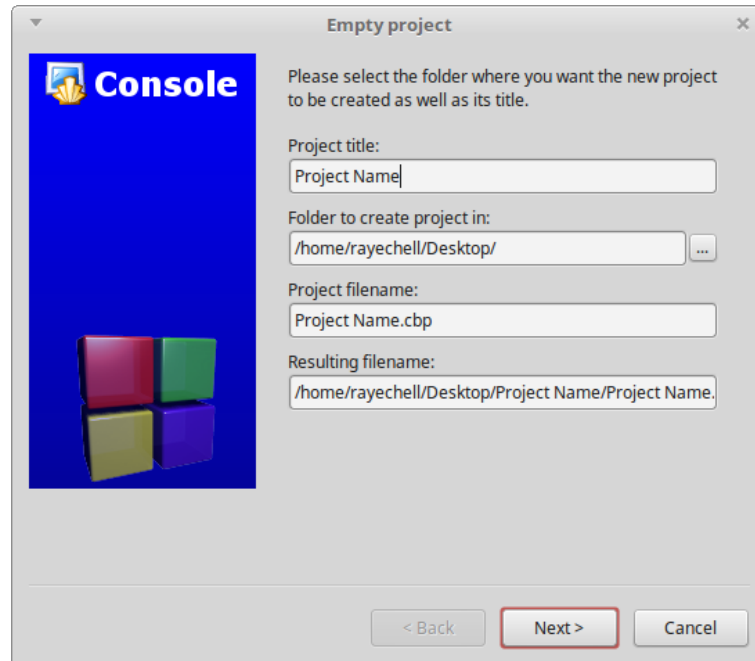 Empty project
Console
Please select the folder where you want the new project
to be created as well as its title.
Project title:
Project Name
Folder to create project in:
/home/rayechell/Desktop/
...
Project filename:
Project Name.cbp
Resulting filename:
/home/rayechell/Desktop/Project Name/Project Name.
< Back
Next >
Cancel